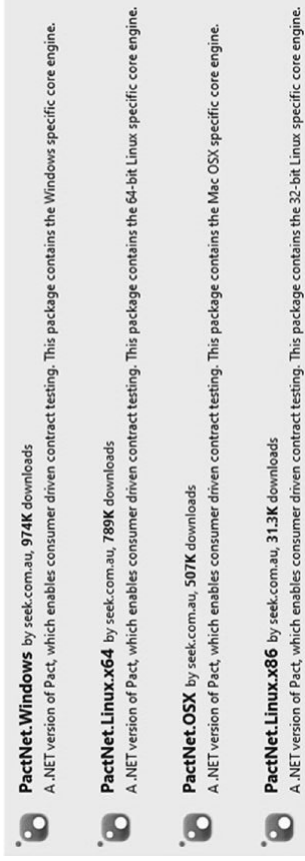 PactNet.Windows by seek.com.au, 974K downloads
A .NET version of Pact, which enables consumer driven contract testing. This package contains the Windows specific core engine.
PactNet.Linux.x64 by seek.com.au, 789K downloads
A .NET version of Pact, which enables consumer driven contract testing. This package contains the 64-bit Linux specific core engine.
PactNet.OSX by seek.com.au, 507K downloads
A .NET version of Pact, which enables consumer driven contract testing. This package contains the Mac OSX specific core engine.
PactNet.Linux.x86 by seek.com.au, 31.3K downloads
A .NET version of Pact, which enables consumer driven contract testing. This package contains the 32-bit Linux specific core engine.